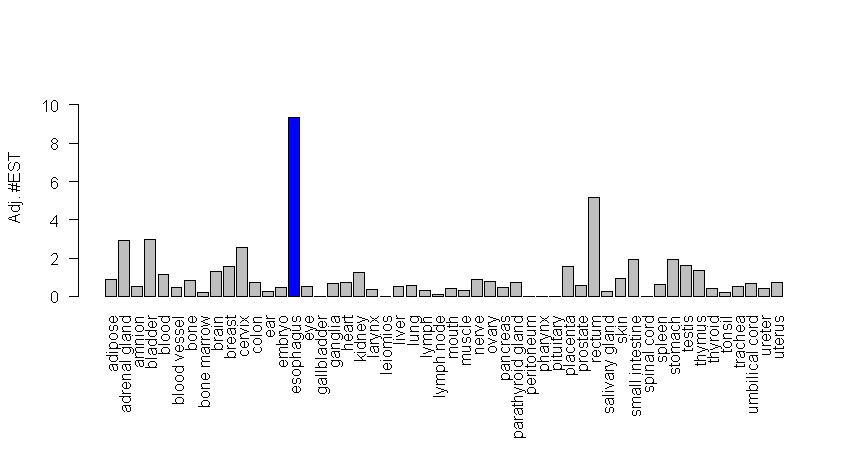 Adj. #EST
10
8
6
4
2
0
adipose
adrenal gland
amnion
bladder
blood
blood vessel
bone
bone marrow
brain
breast
cervix
colon
ear
embryo
esophagus
eye
gallbladder
ganglia
heart
kidney
larynx
leiomios
liver
lung
lymph
lymph node
mouth
muscle
nerve
ovary
pancreas
parathyroid gland
peritoneum
pharynx
pituitary
placenta
prostate
rectum
salivary gland
skin
small intestine
spinal cord
spleen
stomach
testis
thymus
thyroid
tonsil
trachea
umbilical cord
ureter
uterus